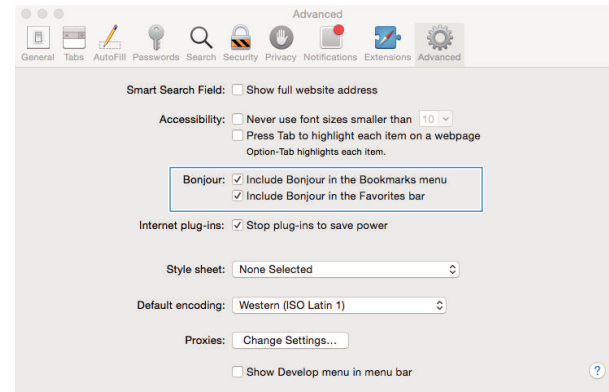 Advanced
General Tabs AutoFill Passwords Search Security Privacy Notifications Extensions Advanced
Smart Search Field: Show full website address
Accessibility: Never use font sizes smaller than 10
Press Tab to highlight each item on a webpage
Option-Tab highlights each item.
Bonjour: Include Bonjour in the Bookmarks menu
Include Bonjour in the Favorites bar
Internet plug-ins: Stop plug-ins to save power
Style sheet: None Selected
Default encoding: Western (ISO Latin 1)
Proxies: Change Settings...
Show Develop menu in menu bar
?